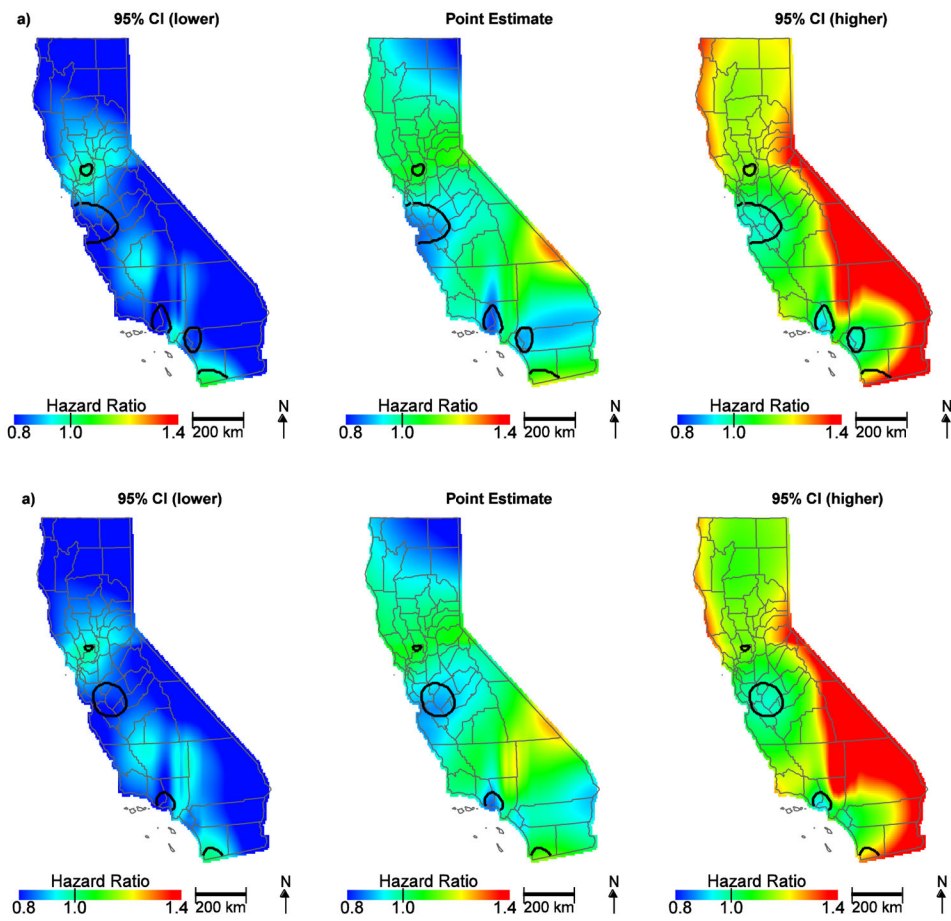 a) 95% CI (lower) Point Estimate 95% CI (higher)
Hazard Ratio N Hazard Ratio N Hazard Ratio N
0.8 1.0 1.4 200 km 0.8 1.0 1.4 200 km 0.8 1.0 1.4 200 km
a) 95% CI (lower) Point Estimate 95% CI (higher)
Hazard Ratio N Hazard Ratio N Hazard Ratio N
0.8 1.0 1.4 200 km 0.8 1.0 1.4 200 km 0.8 1.0 1.4 200 km